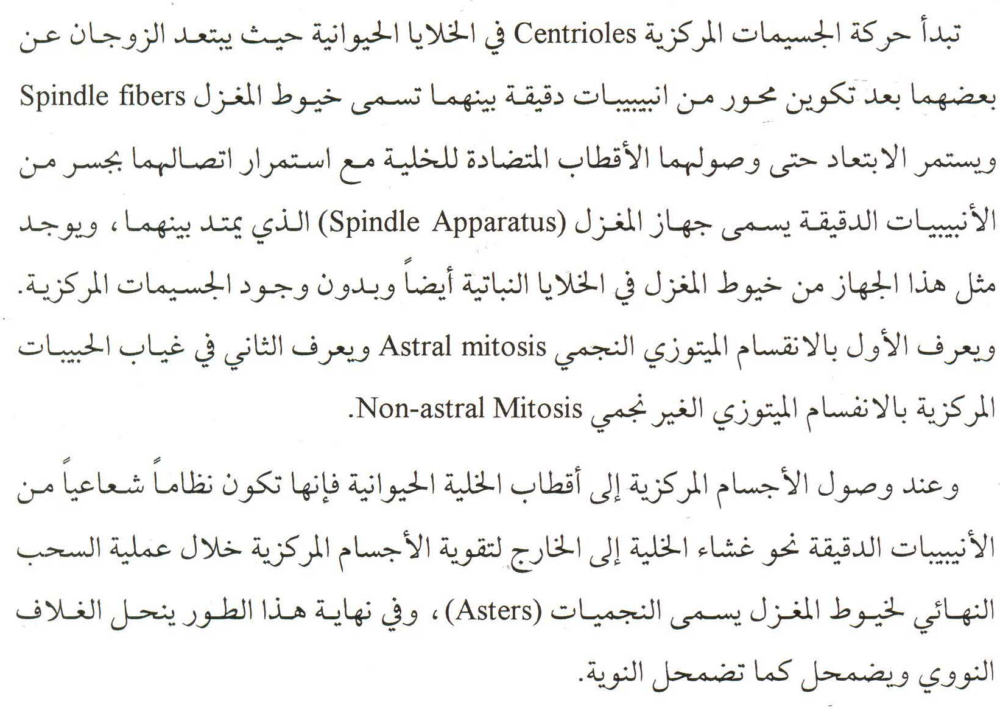 تبدأ حركة الجسيمات المركزية Centrioles في الخلايا الحيوانية حيث يبتعد الزوجان عن
بعضهما بعد تكوين محور من انبيبيبات دقيقة بينهما تسمى خيوط المغزل Spindle fibers
ويستمر الابتعاد حتى وصولهما الأقطاب المتضادة للخلية مع استمرار اتصالهما بجسر من
الأنبيبيات الدقيقة يسمى جهاز المغزل (Spindle Apparatus) الذي يمتد بينهما، ويوجد
مثل هذا الجهاز من خيوط المغزل في الخلايا النباتية أيضاً وبدون وجود الجسيمات المركزية.
ويعرف الأول بالانقسام الميتوزي النجمي Astral mitosis ويعرف الثاني في غياب الحبيبات
المركزية بالانفسام الميتوزي الغير نجمي Non-astral Mitosis.
وعند وصول الأجسام المركزية إلى أقطاب الخلية الحيوانية فإنها تكون نظاماً شعاعياً من
الأنيبيبات الدقيقة نحو غشاء الخلية إلى الخارج لتقوية الأجسام المركزية خلال عملية السحب
النهائي لخيوط المغزل يسمى النجميات (Asters)، وفي نهاية هذا الطور ينحل الغلاف
النووي ويضمحل كما تضمحل النوية.